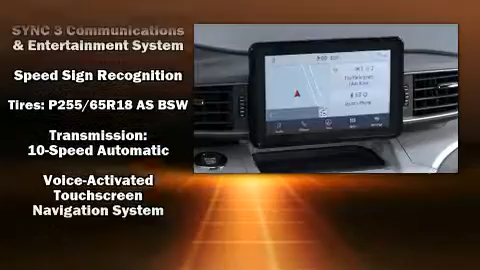 SYNC 3 Communications
& Entertainment System
Speed Sign Recognition
Tires: P255/65R18 AS BSW
Transmission:
10-Speed Automatic
Voice-Activated
Touchscreen
Navigation System